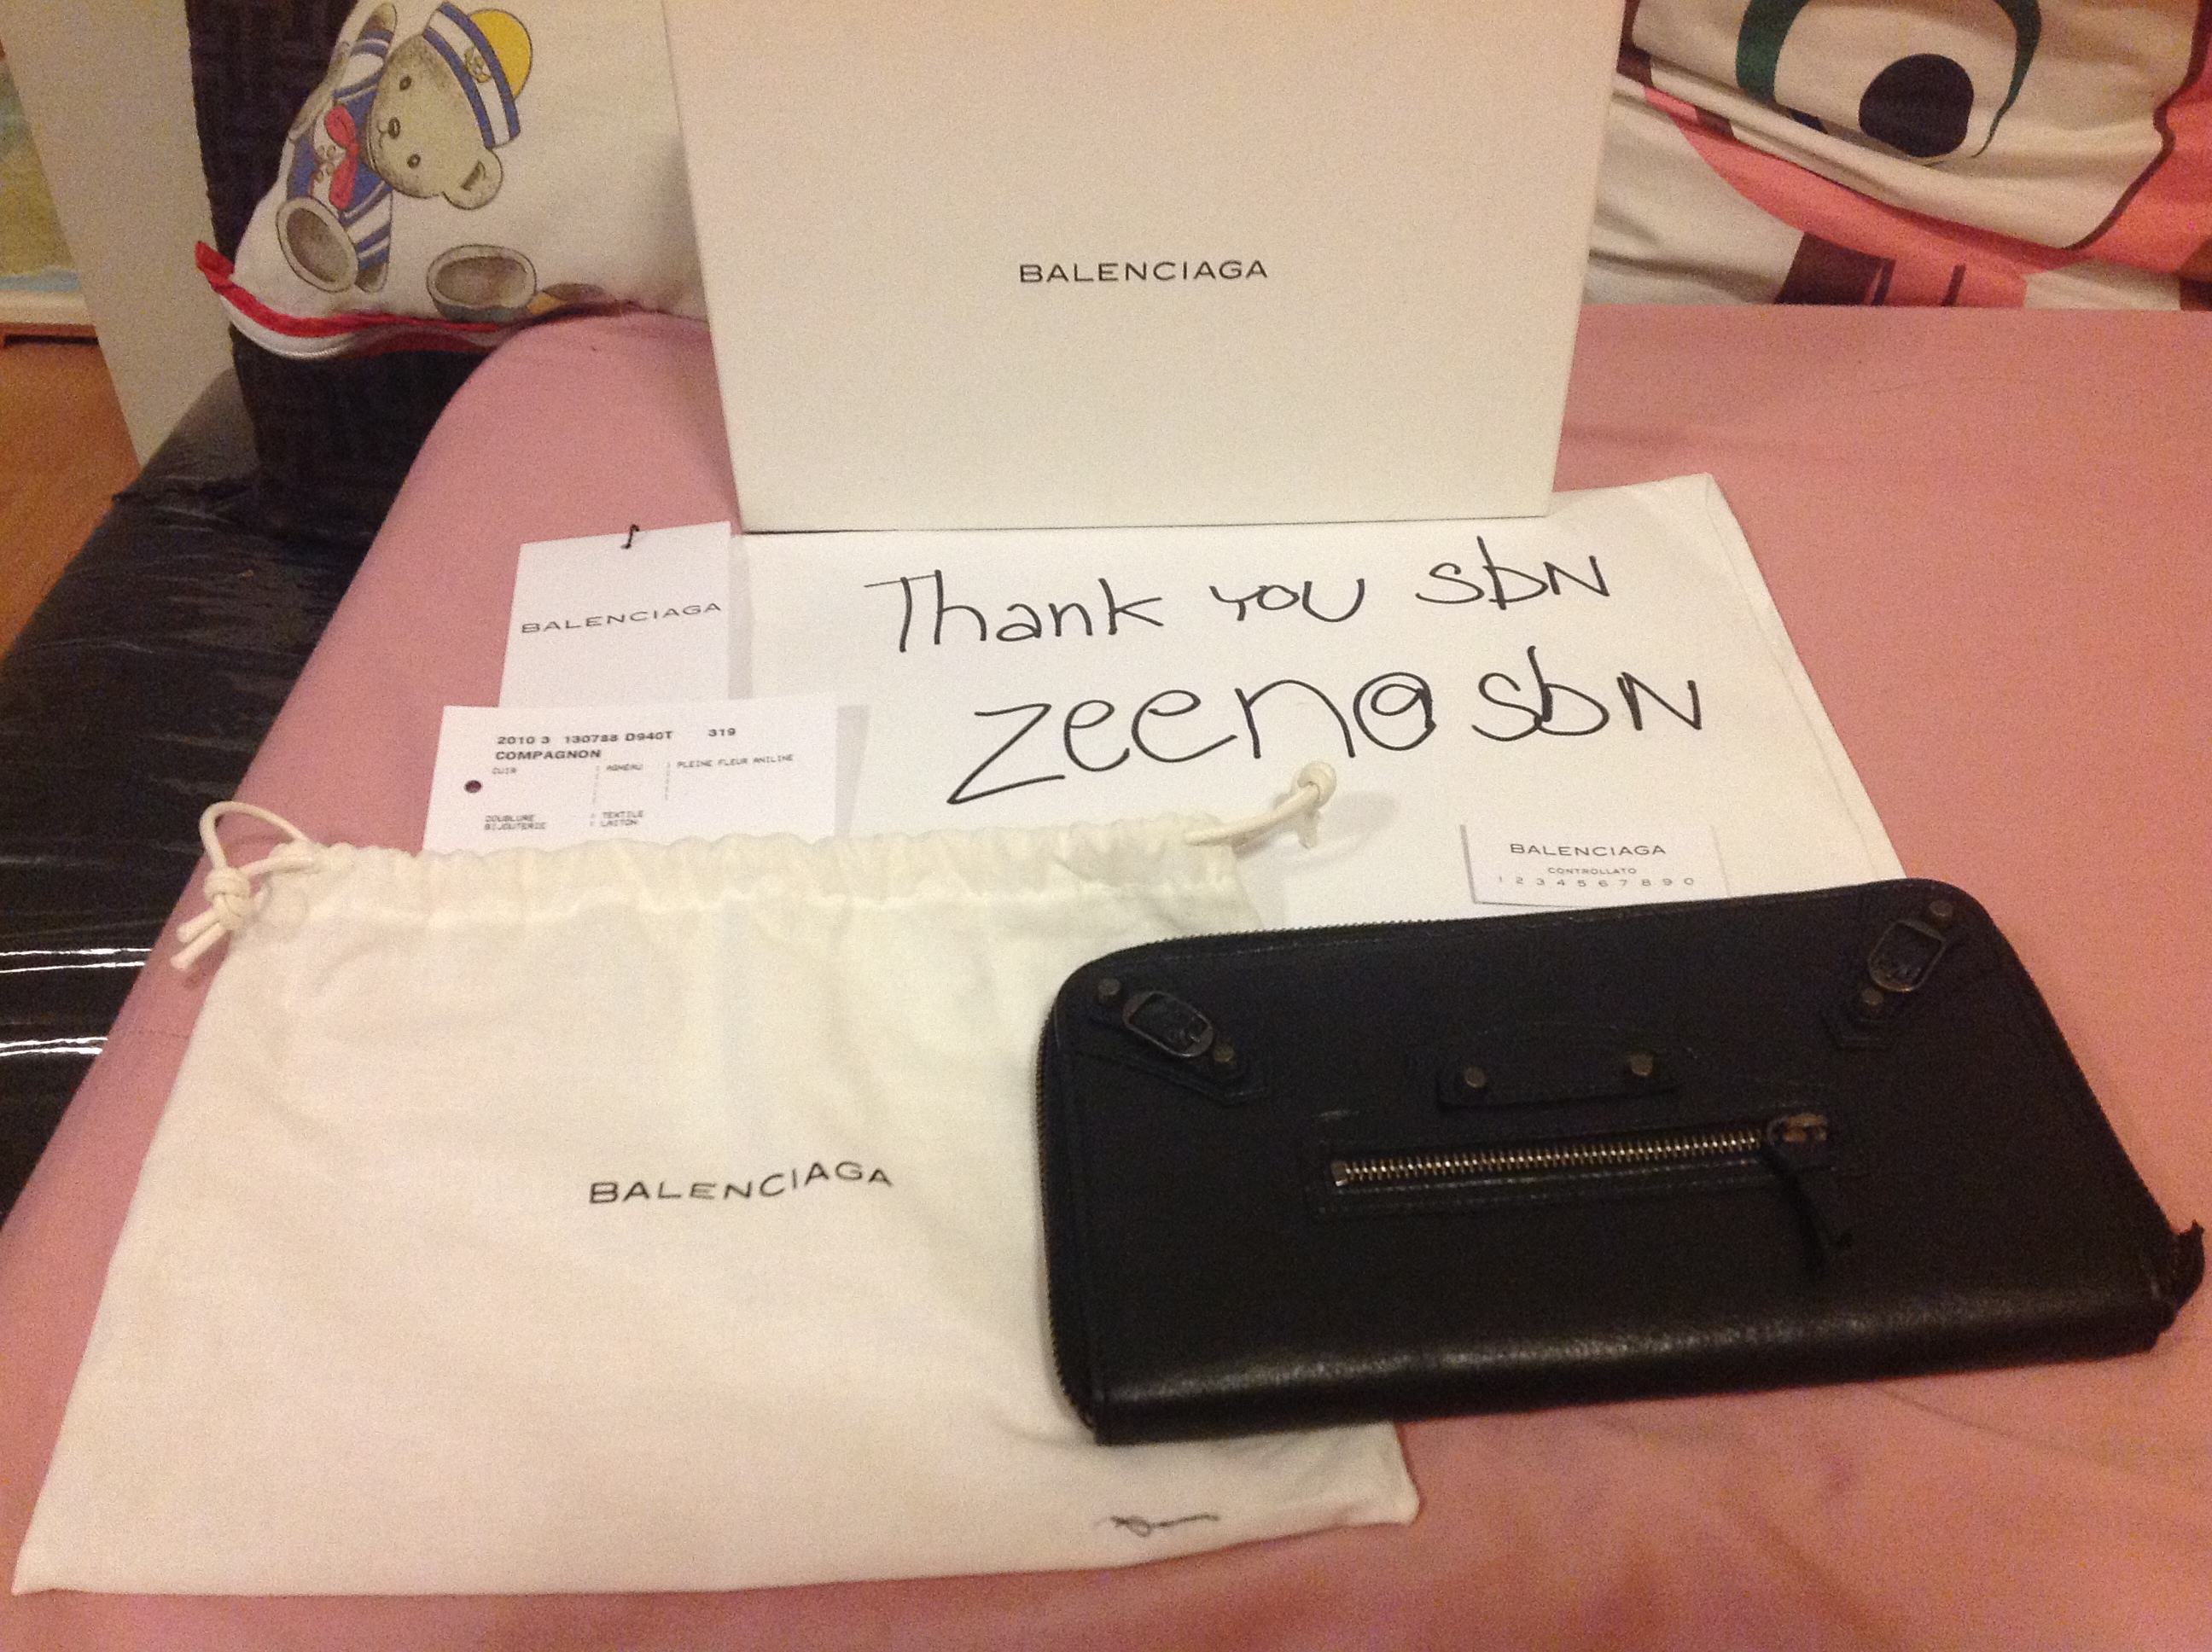 BALENCIAGA
BALENCIAGA
Thank YOU SbN
zeena SbN
2010 3 130788 D940T 319
COMPAGNON
CUIR : AGNEAU : PLEINE FLEUR ANILINE
DOUBLURE : TEXTILE
BIJOUTERIE : LAITON
BALENCIAGA
CONTROLLATO
1 2 3 4 5 6 7 8 9 0
BALENCIAGA